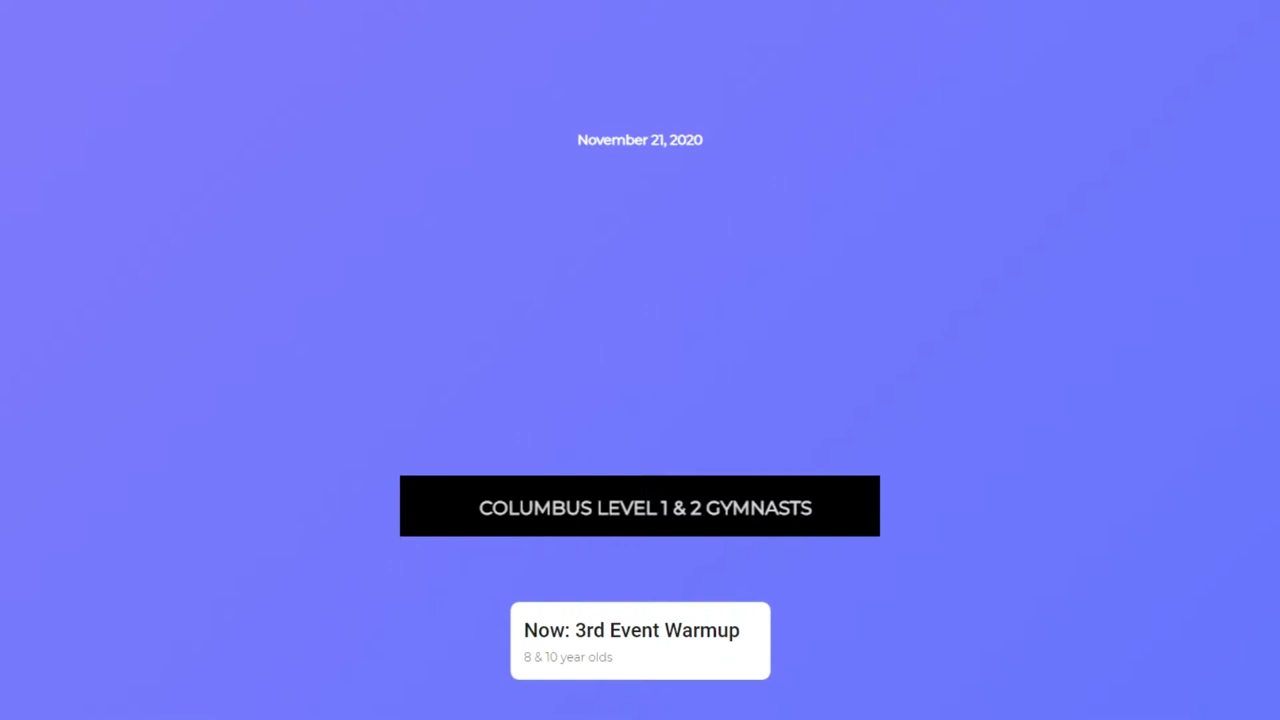 November 21, 2020
COLUMBUS LEVEL 1 & 2 GYMNASTS
Now: 3rd Event Warmup
8 & 10 year olds